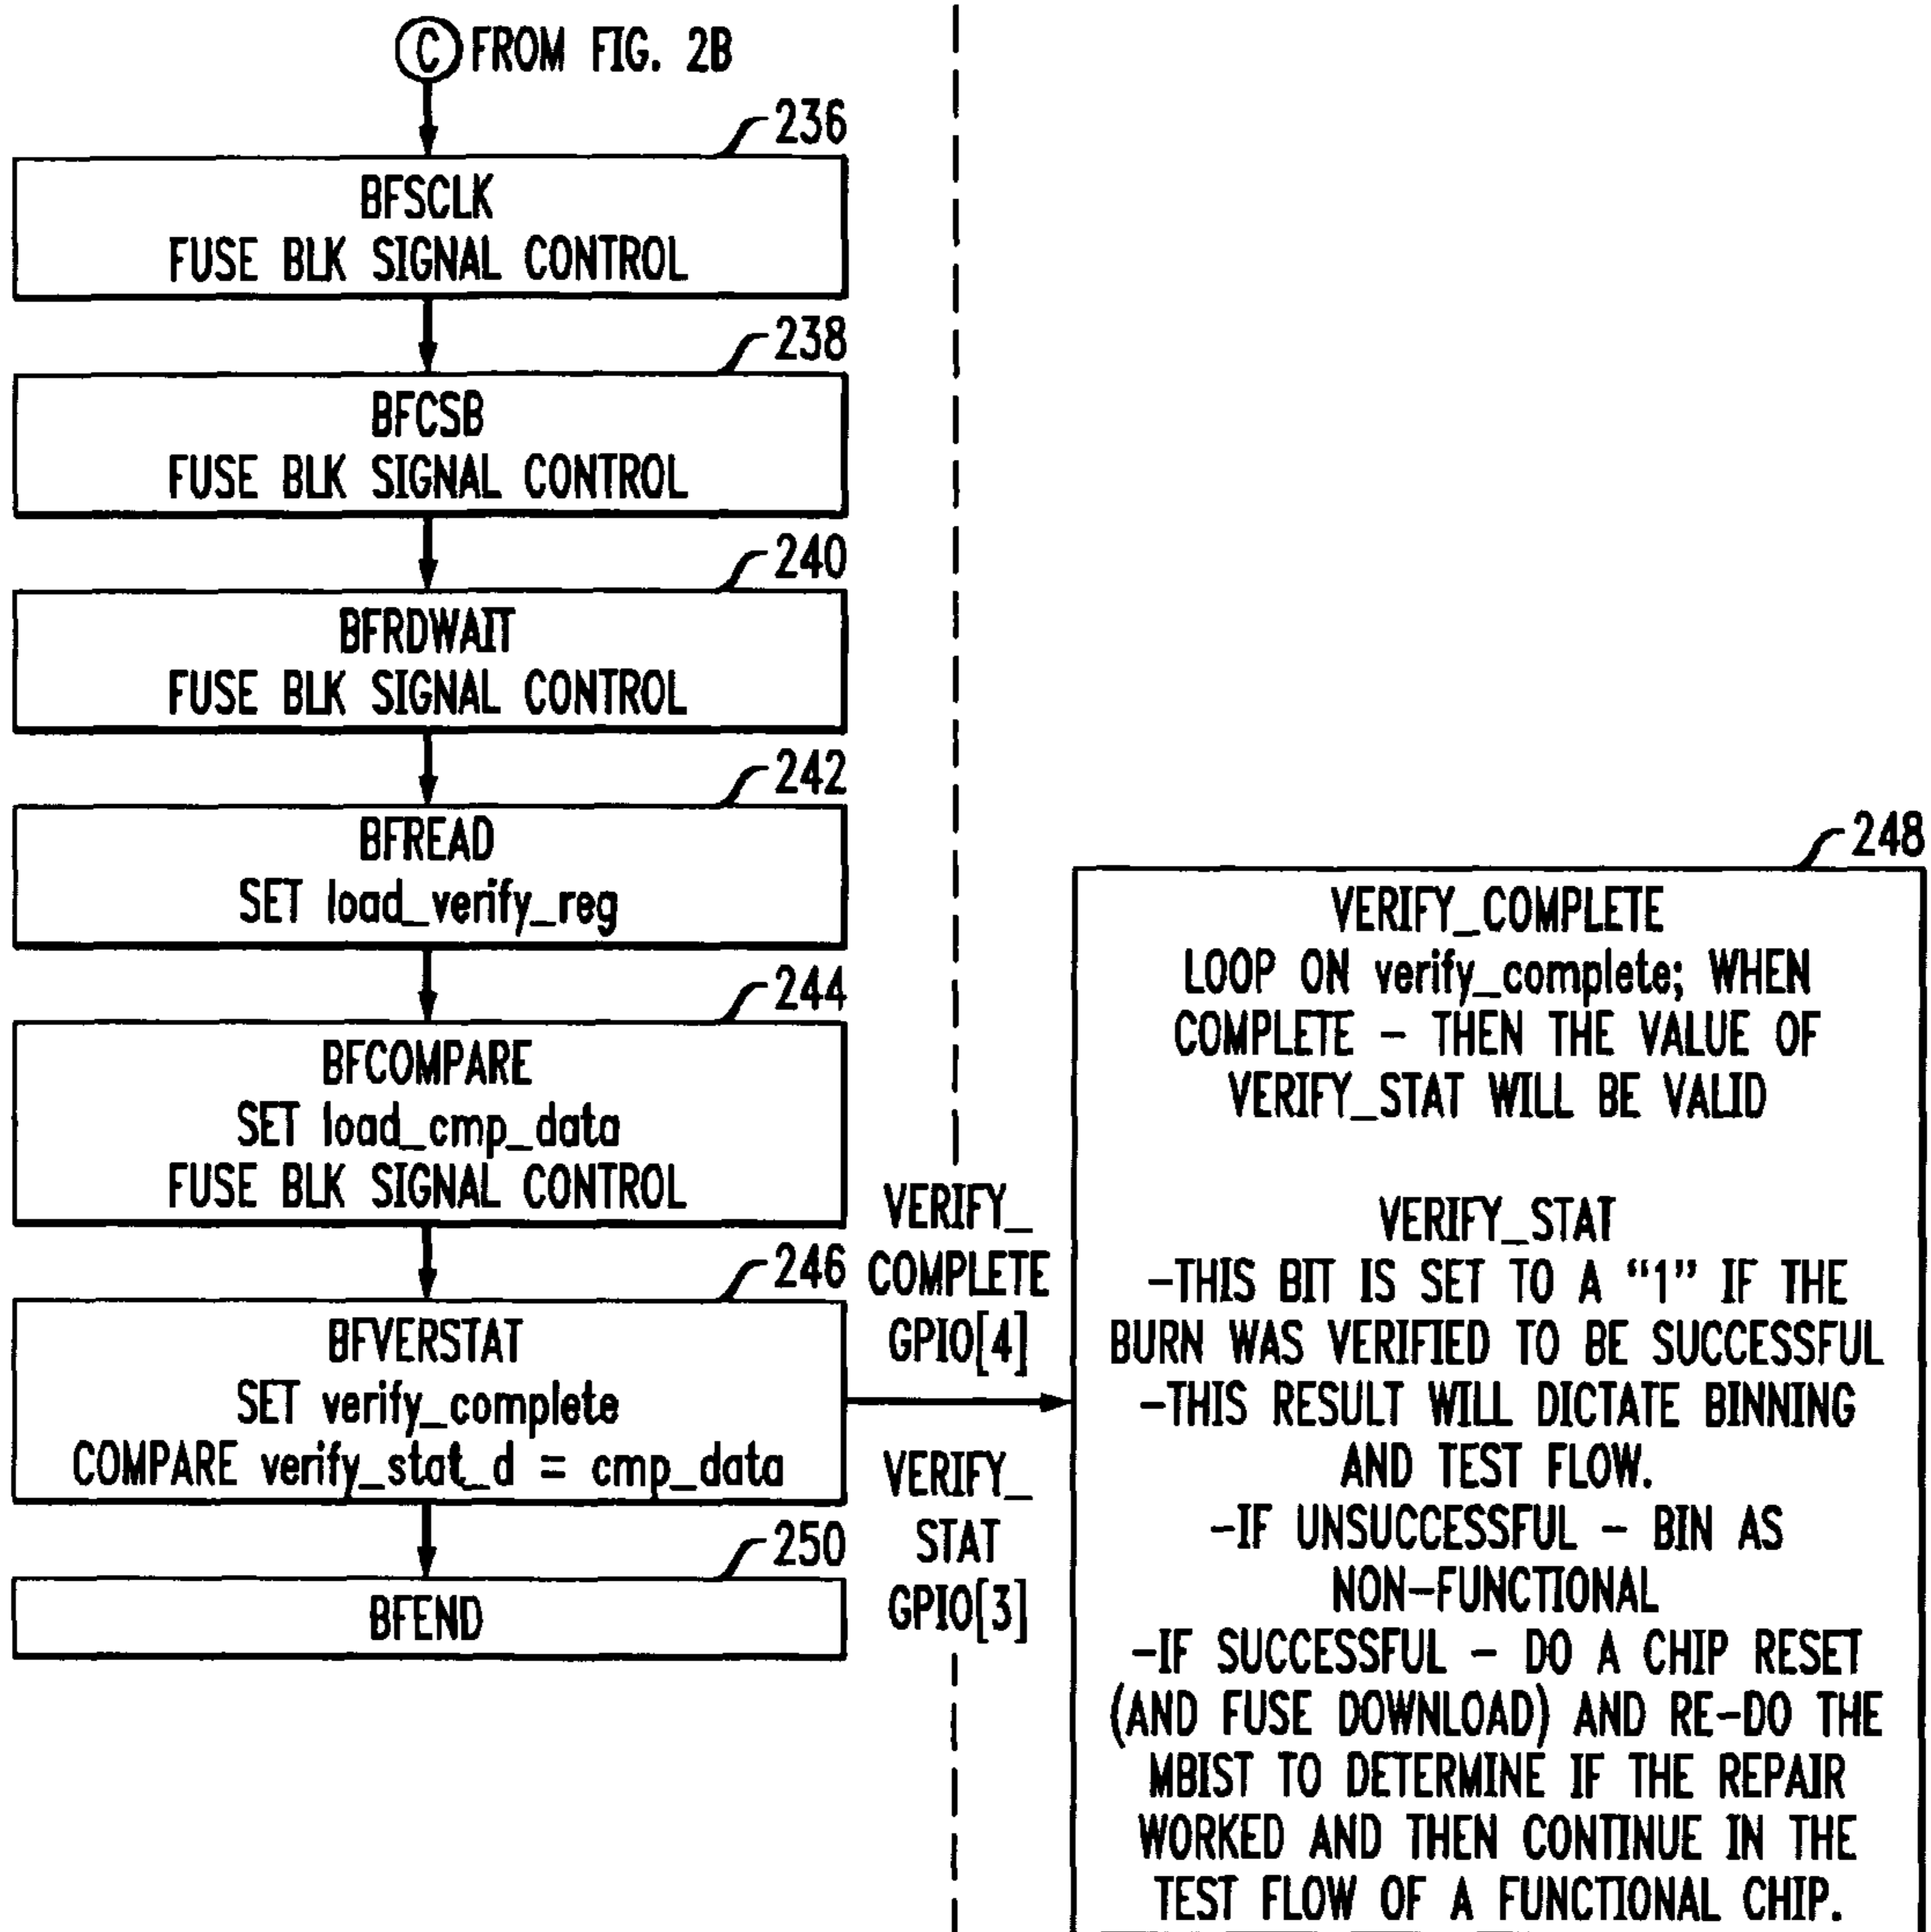 C FROM FIG. 2B
236
BFSCLK
FUSE BLK SIGNAL CONTROL
238
BFCSB
FUSE BLK SIGNAL CONTROL
240
BFRDWAIT
FUSE BLK SIGNAL CONTROL
242
BFREAD
SET load_verify_reg
244
BFCOMPARE
SET load_cmp_data
FUSE BLK SIGNAL CONTROL
246
BFVERSTAT
SET verify_complete
COMPARE verify_stat_d = cmp_data
250
BFEND
VERIFY_
COMPLETE
GPIO[4]
VERIFY_
STAT
GPIO[3]
248
VERIFY_COMPLETE
LOOP ON verify_complete; WHEN
COMPLETE – THEN THE VALUE OF
VERIFY_STAT WILL BE VALID
VERIFY_STAT
–THIS BIT IS SET TO A “1” IF THE
BURN WAS VERIFIED TO BE SUCCESSFUL
–THIS RESULT WILL DICTATE BINNING
AND TEST FLOW.
–IF UNSUCCESSFUL – BIN AS
NON–FUNCTIONAL
–IF SUCCESSFUL – DO A CHIP RESET
(AND FUSE DOWNLOAD) AND RE–DO THE
MBIST TO DETERMINE IF THE REPAIR
WORKED AND THEN CONTINUE IN THE
TEST FLOW OF A FUNCTIONAL CHIP.